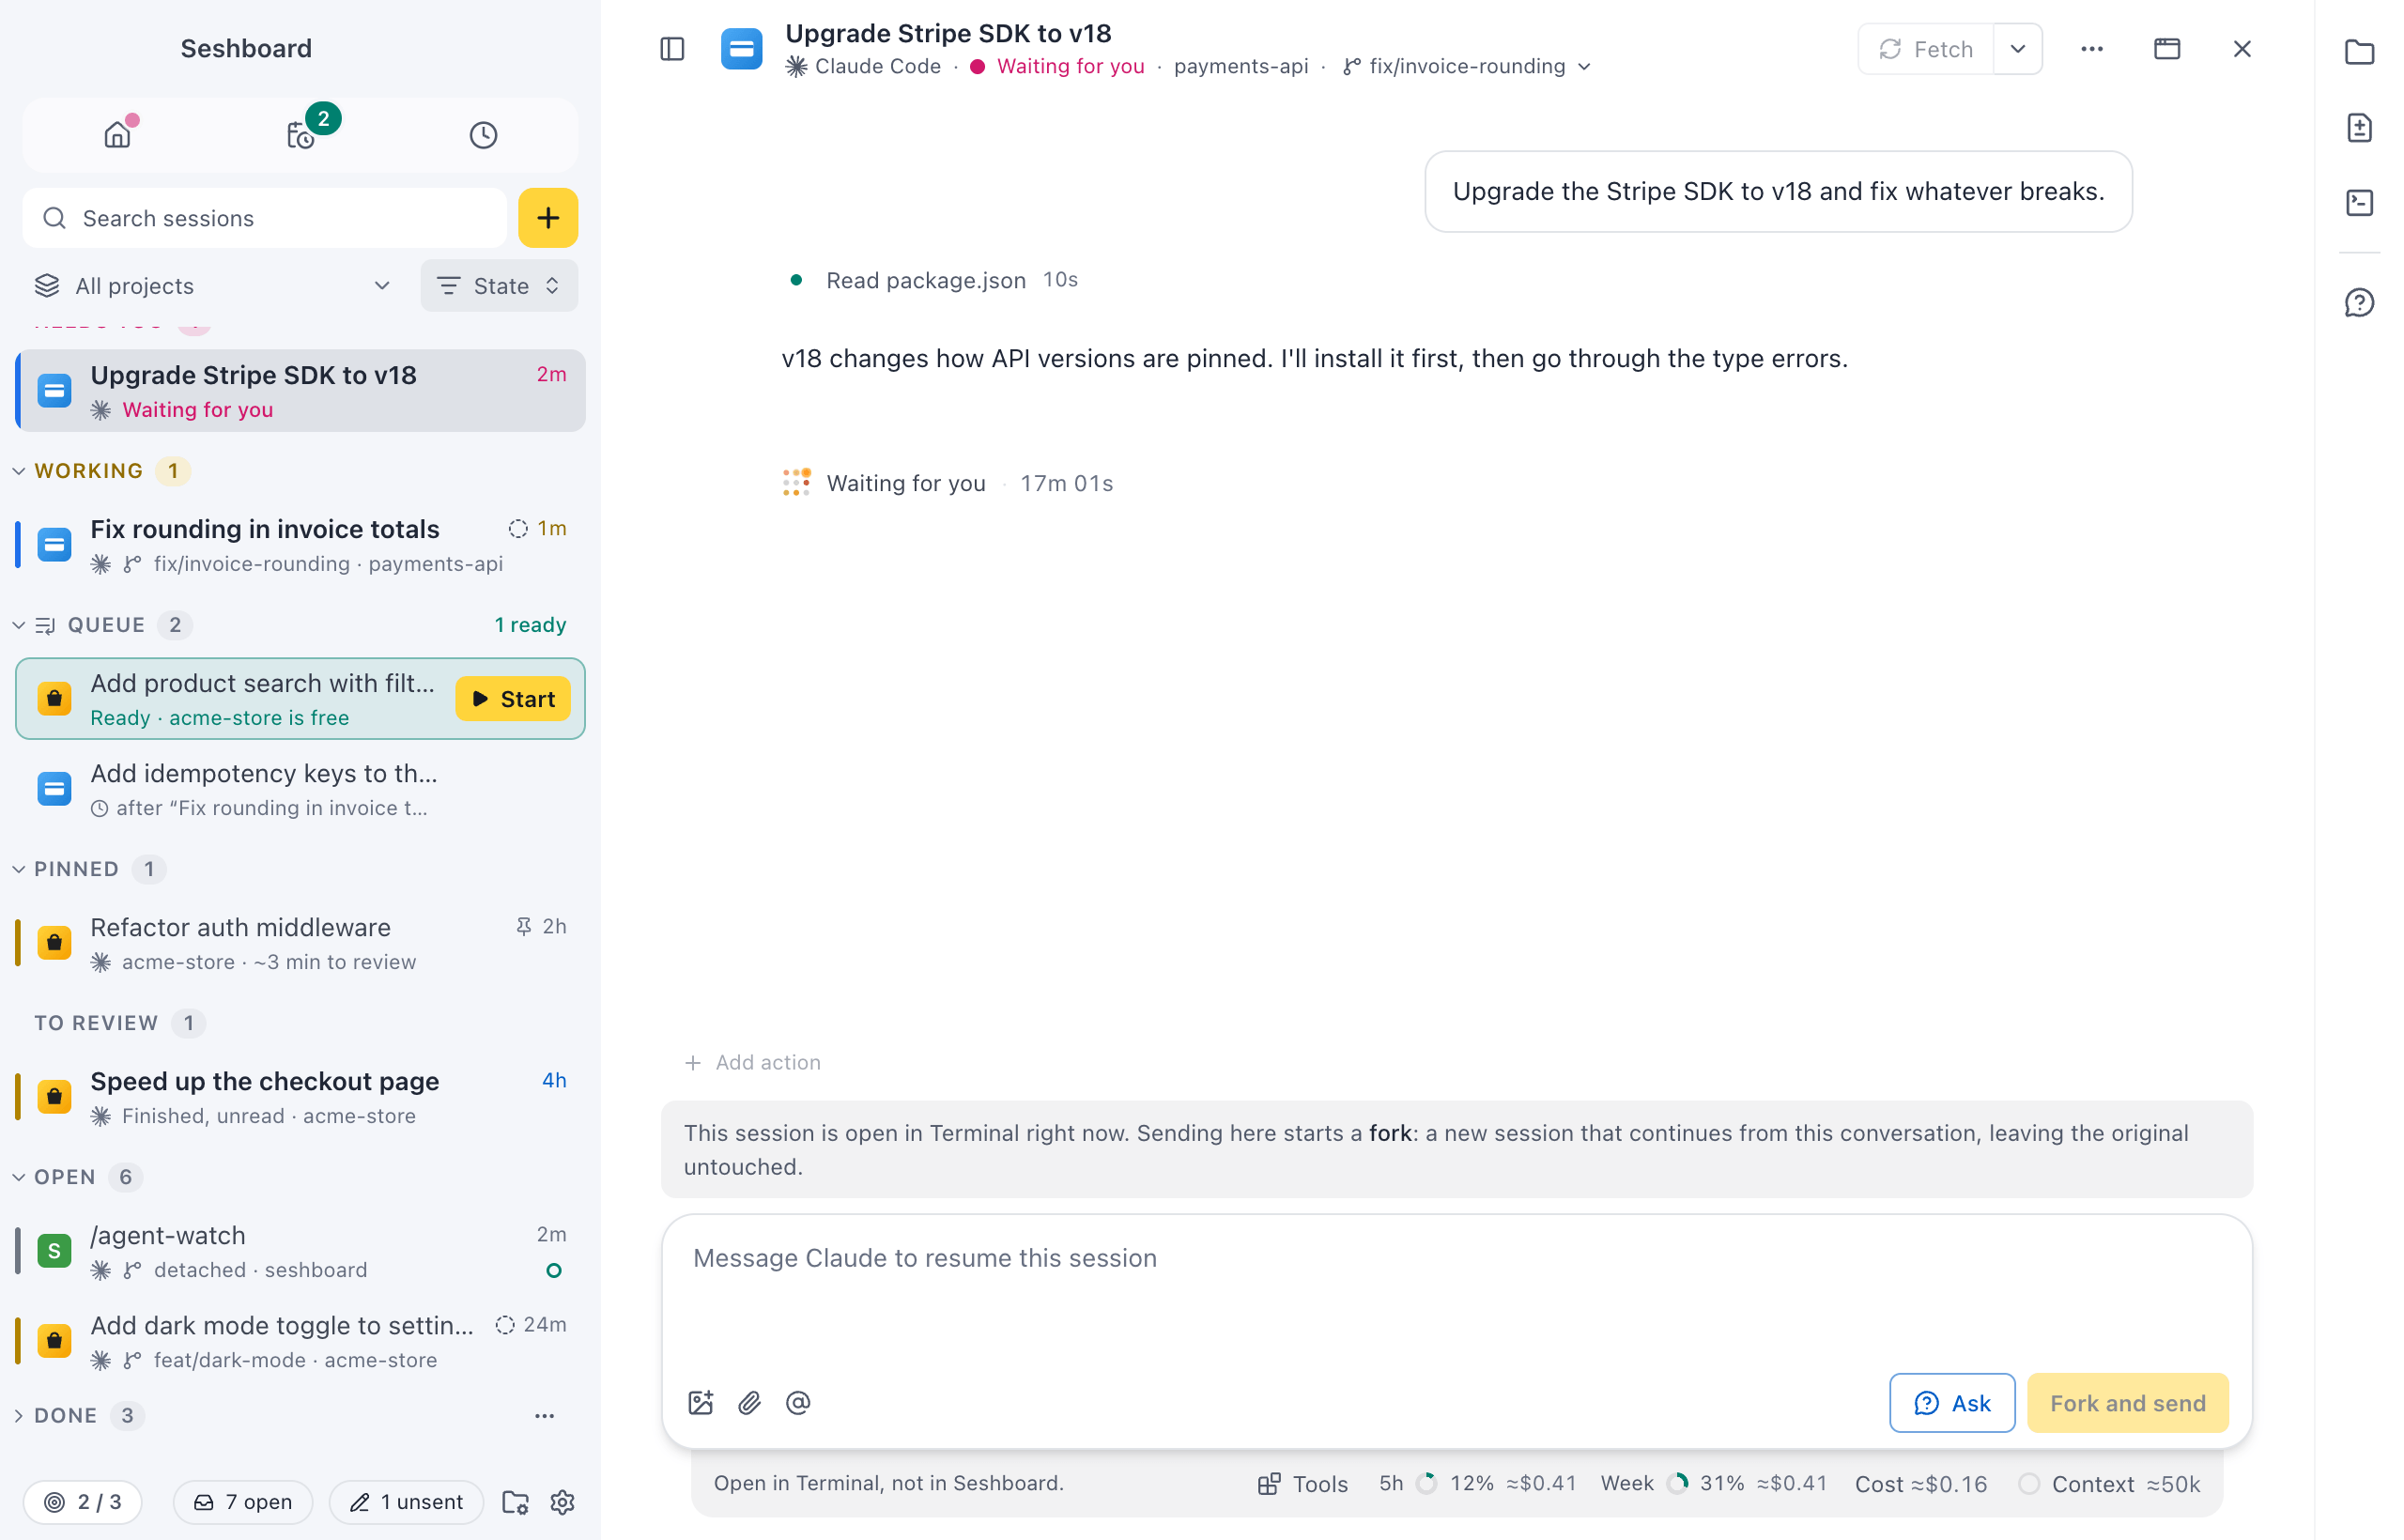 Seshboard
2
Search sessions
All projects
State
Upgrade Stripe SDK to v18
2m
Waiting for you
WORKING 1
Fix rounding in invoice totals
1m
fix/invoice-rounding · payments-api
QUEUE 2
1 ready
Add product search with filt...
Ready · acme-store is free
Start
Add idempotency keys to th...
after “Fix rounding in invoice t...
PINNED 1
Refactor auth middleware
2h
acme-store · ~3 min to review
TO REVIEW 1
Speed up the checkout page
4h
Finished, unread · acme-store
OPEN 6
S
/agent-watch
2m
detached · seshboard
Add dark mode toggle to settin...
24m
feat/dark-mode · acme-store
DONE 3
2 / 3
7 open
1 unsent
Upgrade Stripe SDK to v18
Claude Code · Waiting for you · payments-api · fix/invoice-rounding
Fetch
Upgrade the Stripe SDK to v18 and fix whatever breaks.
Read package.json 10s
v18 changes how API versions are pinned. I'll install it first, then go through the type errors.
Waiting for you · 17m 01s
Add action
This session is open in Terminal right now. Sending here starts a fork: a new session that continues from this conversation, leaving the original
untouched.
Message Claude to resume this session
Ask
Fork and send
Open in Terminal, not in Seshboard.
Tools
5h 12% ≈$0.41
Week 31% ≈$0.41
Cost ≈$0.16
Context ≈50k